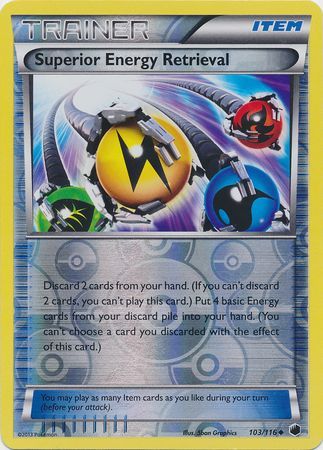 TRAINER
ITEM
Superior Energy Retrieval
Discard 2 cards from your hand. (If you can't discard
2 cards, you can't play this card.) Put 4 basic Energy
cards from your discard pile into your hand. (You
can't choose a card you discarded with the effect
of this card.)
You may play as many Item cards as you like during your turn
(before your attack).
©2013 Pokémon
Illus. 5ban Graphics
103/116